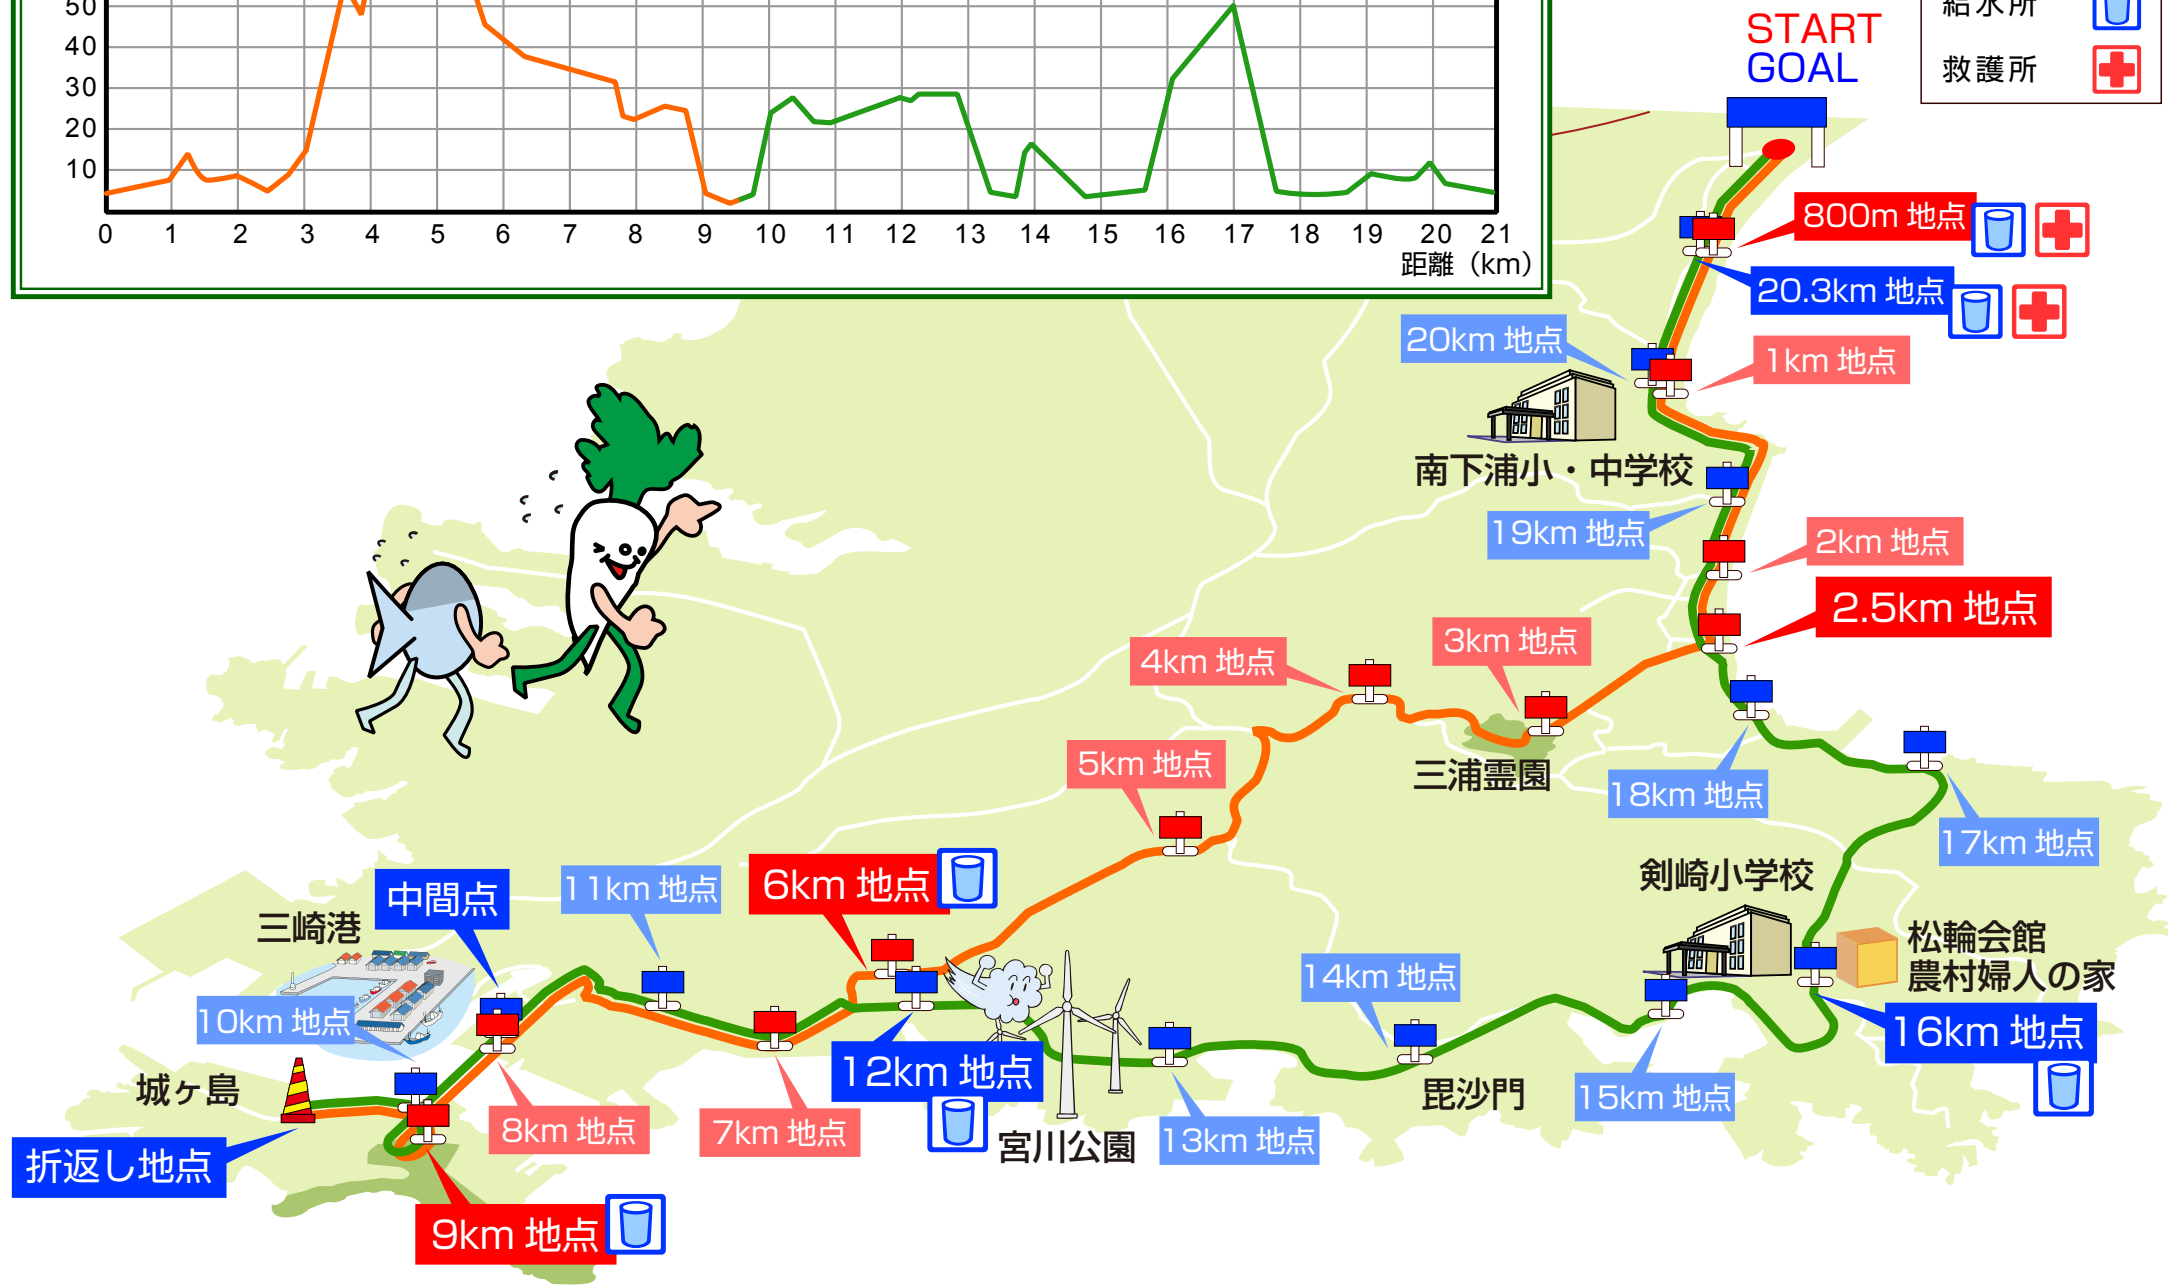 50
40
30
20
10
0 1 2 3 4 5 6 7 8 9 10 11 12 13 14 15 16 17 18 19 20 21
距離（km）
給水所
救護所
START
GOAL
800m 地点
20.3km 地点
20km 地点
1km 地点
南下浦小・中学校
19km 地点
2km 地点
2.5km 地点
3km 地点
4km 地点
三浦霊園
5km 地点
18km 地点
17km 地点
剣崎小学校
6km 地点
11km 地点
中間点
三崎港
松輪会館
農村婦人の家
14km 地点
10km 地点
16km 地点
12km 地点
城ヶ島
毘沙門
15km 地点
8km 地点
7km 地点
宮川公園
13km 地点
折返し地点
9km 地点